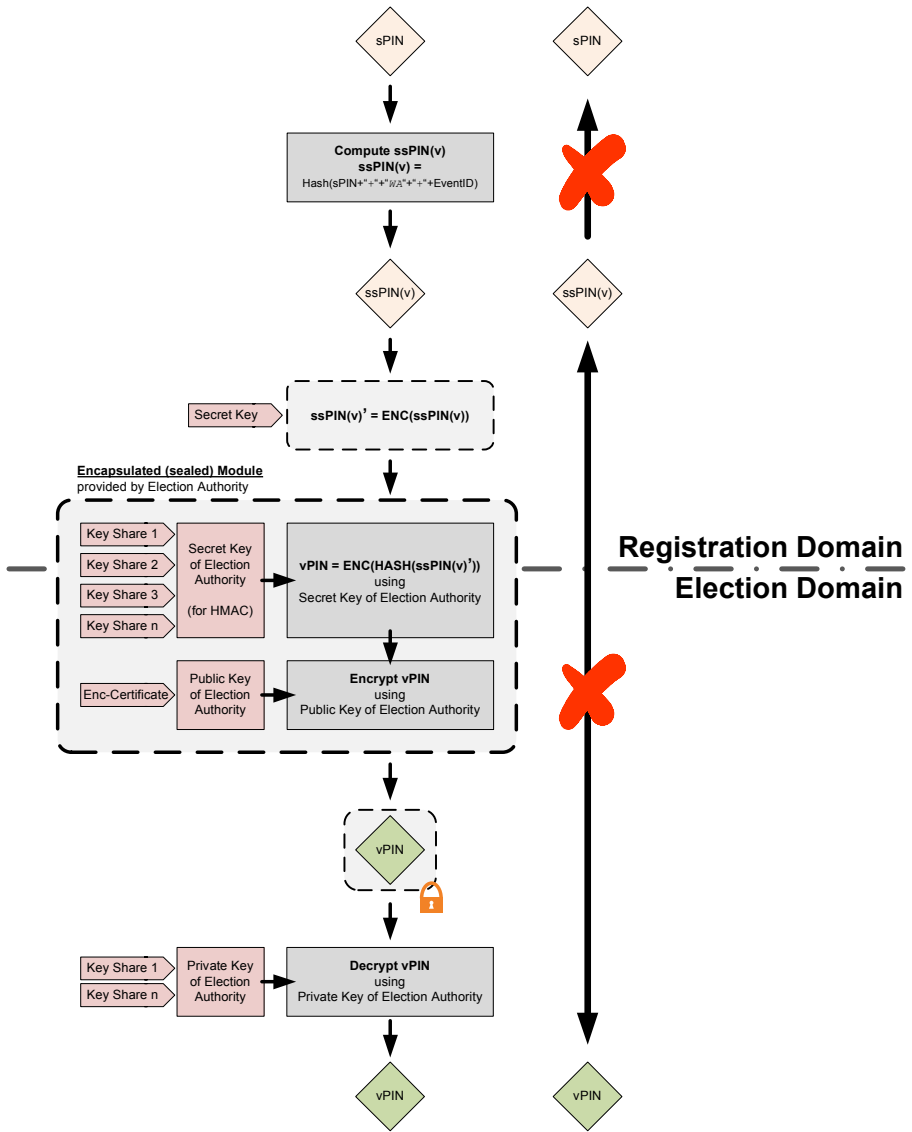 sPIN
sPIN
Compute ssPIN(v)
ssPIN(v) =
Hash(sPIN+"+"+"WA"+"+"+EventID)
ssPIN(v)
ssPIN(v)
Secret Key
ssPIN(v)’ = ENC(ssPIN(v))
Encapsulated (sealed) Module
provided by Election Authority
Key Share 1
Key Share 2
Key Share 3
Key Share n
Secret Key
of Election
Authority
(for HMAC)
vPIN = ENC(HASH(ssPIN(v)’))
using
Secret Key of Election Authority
Registration Domain
Election Domain
Enc-Certificate
Public Key
of Election
Authority
Encrypt vPIN
using
Public Key of Election Authority
vPIN
Key Share 1
Key Share n
Private Key
of Election
Authority
Decrypt vPIN
using
Private Key of Election Authority
vPIN
vPIN